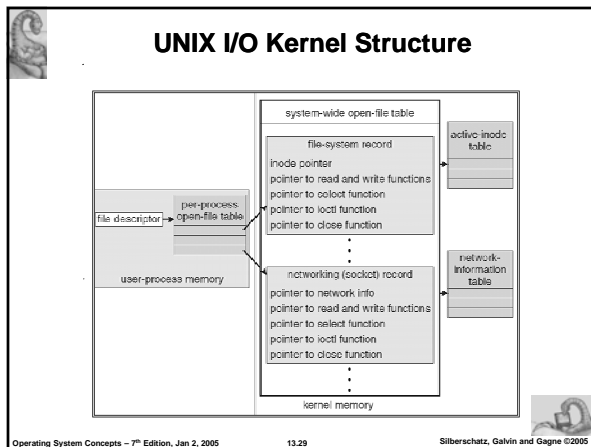 UNIX I/O Kernel Structure
system-wide open-file table
file-system record
inode pointer
pointer to read and write functions
pointer to select function
pointer to ioctl function
pointer to close function
active-inode
table
per-process
open-file table
file descriptor
user-process memory
networking (socket) record
pointer to network info
pointer to read and write functions
pointer to select function
pointer to ioctl function
pointer to close function
network-
information
table
kernel memory
Operating System Concepts – 7th Edition, Jan 2, 2005
13.29
Silberschatz, Galvin and Gagne ©2005